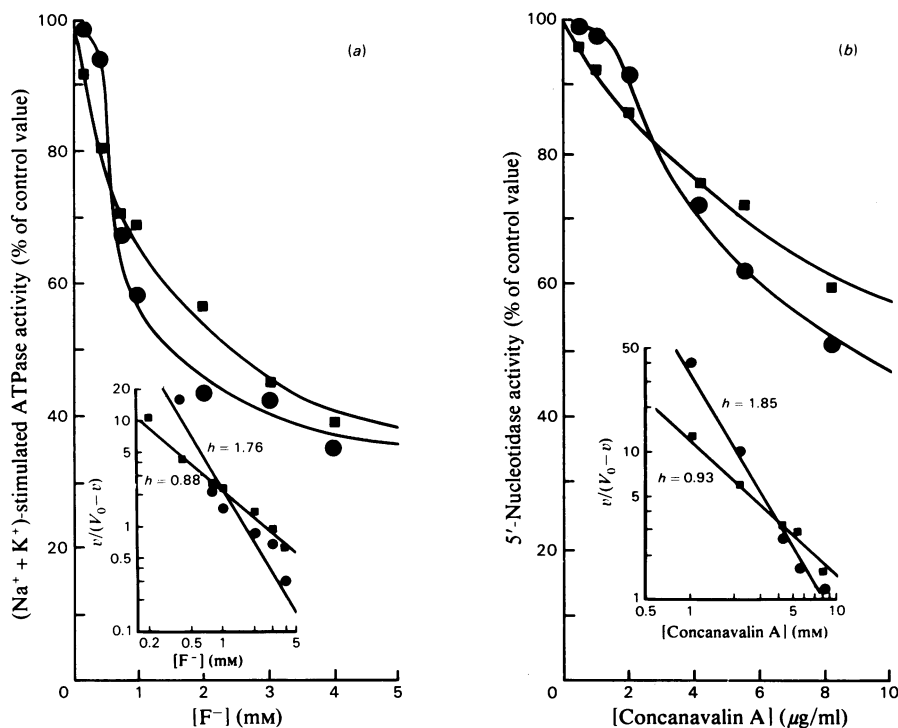 (a)
(Na⁺ + K⁺)-stimulated ATPase activity (% of control value)
100
80
60
40
20
0
1
2
3
4
5
[F⁻] (mM)
v/(V₀−v)
20
10
5
1
0.5
0.1
0.2
0.5
1
5
[F⁻] (mM)
h = 1.76
h = 0.88
(b)
5′-Nucleotidase activity (% of control value)
100
80
60
40
20
0
2
4
6
8
10
[Concanavalin A] (μg/ml)
v/(V₀−v)
50
10
5
1
0.5
1
5
10
[Concanavalin A] (mM)
h = 1.85
h = 0.93